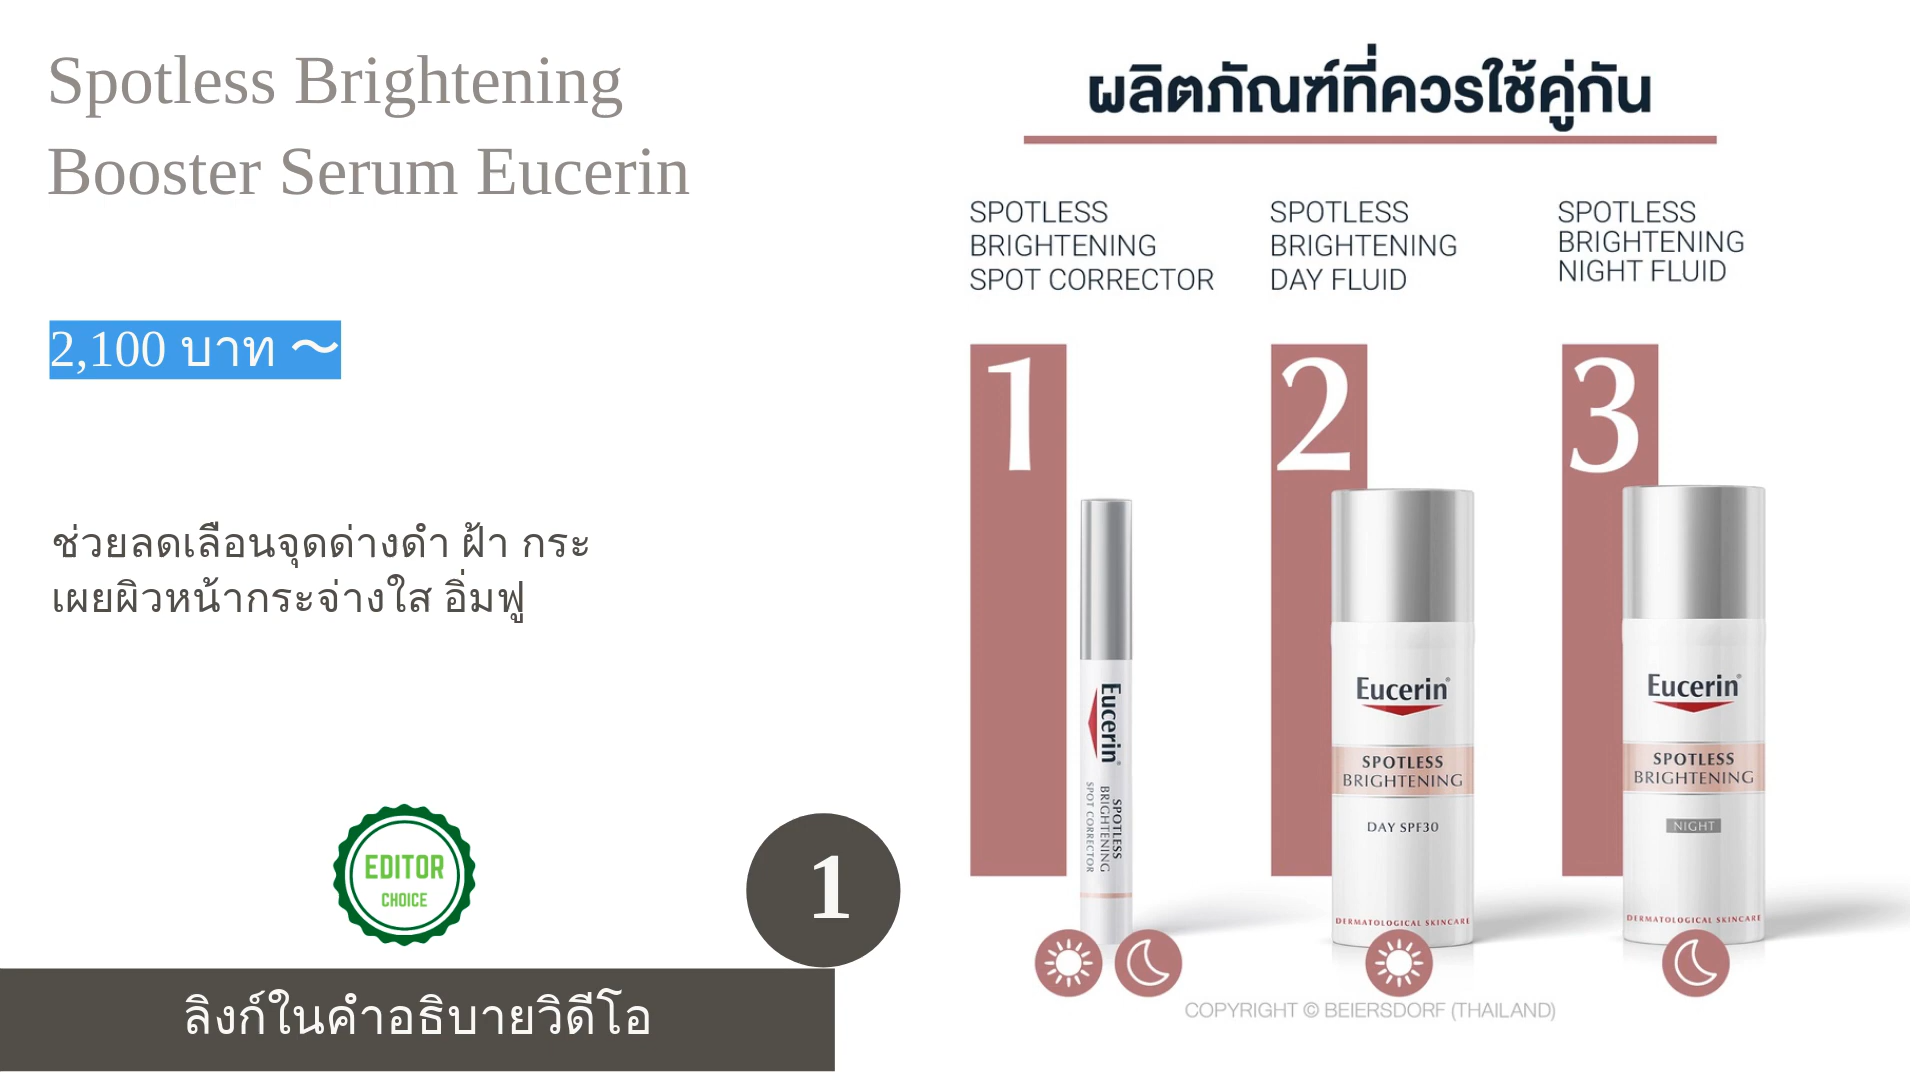 Spotless Brightening
Booster Serum Eucerin
2,100 บาท ～
ช่วยลดเลือนจุดด่างดำ ฝ้า กระ
เผยผิวหน้ากระจ่างใส อิ่มฟู
EDITOR
CHOICE
1
ลิงก์ในคำอธิบายวิดีโอ
ผลิตภัณฑ์ที่ควรใช้คู่กัน
SPOTLESS
BRIGHTENING
SPOT CORRECTOR
SPOTLESS
BRIGHTENING
DAY FLUID
SPOTLESS
BRIGHTENING
NIGHT FLUID
1
2
3
Eucerin®
SPOTLESS
BRIGHTENING
SPOT CORRECTOR
Eucerin®
SPOTLESS
BRIGHTENING
DAY SPF30
DERMATOLOGICAL SKINCARE
Eucerin®
SPOTLESS
BRIGHTENING
NIGHT
DERMATOLOGICAL SKINCARE
COPYRIGHT © BEIERSDORF (THAILAND)